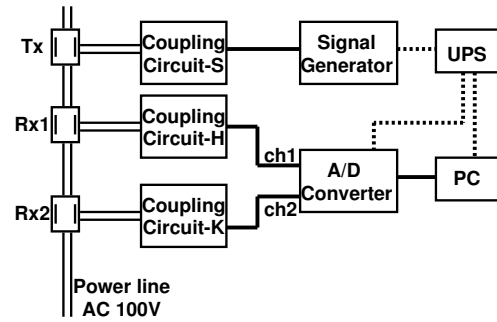 Tx
Coupling
Circuit-S
Signal
Generator
UPS
Rx1
Coupling
Circuit-H
ch1
A/D
Converter
PC
Rx2
Coupling
Circuit-K
ch2
Power line
AC 100V